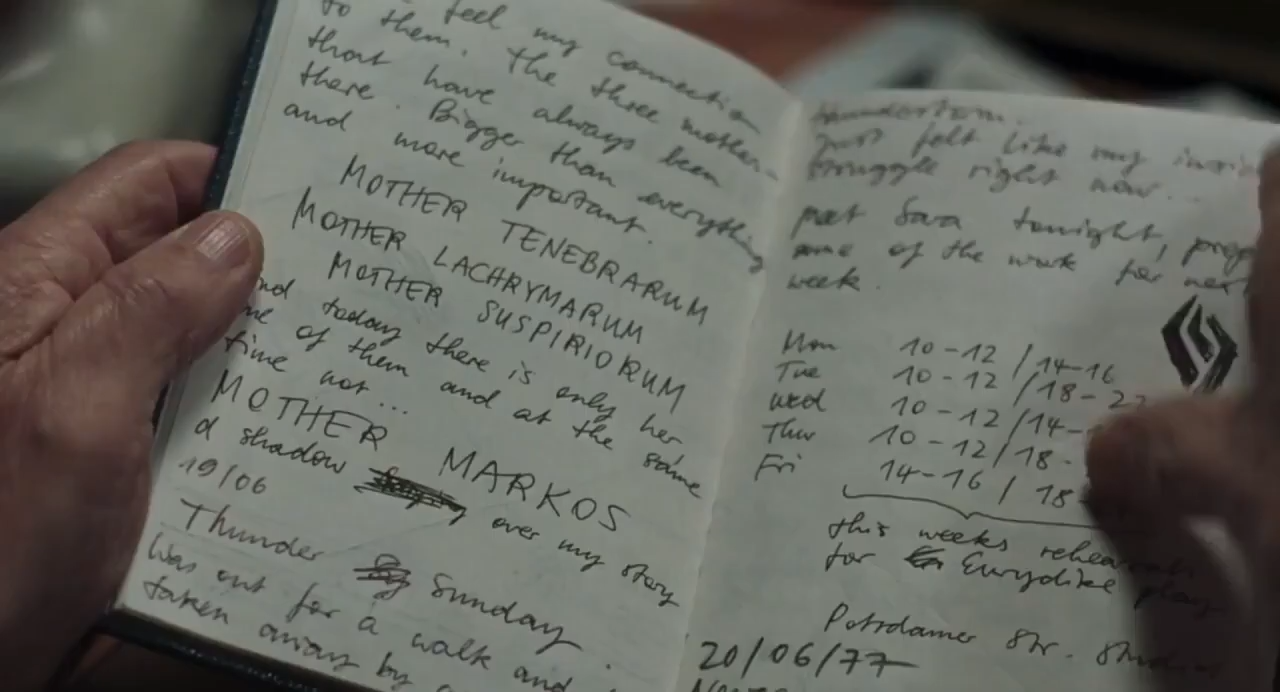 feel my connection
to them. The three mothers
that have always been
there. Bigger than everything
and more important.
MOTHER TENEBRARUM
MOTHER LACHRYMARUM
MOTHER SUSPIRIORUM
and today there is only her
one of them and at the same
time not...
MOTHER MARKOS
a shadow over my story
19/06
Thunder Sunday.
Was out for a walk and
taken away by a
thunderstorm.
Just felt like my
struggle right now...
meet Sara tonight,
some of the work for next
week.
Mon 10-12 / 14-16
Tue 10-12 / 18-22
Wed 10-12 / 14-
Thur 10-12 / 18-
Fri 14-16 / 18-
this weeks rehearsals
for Eurydike play
Potsdamer Str.
20/06/77